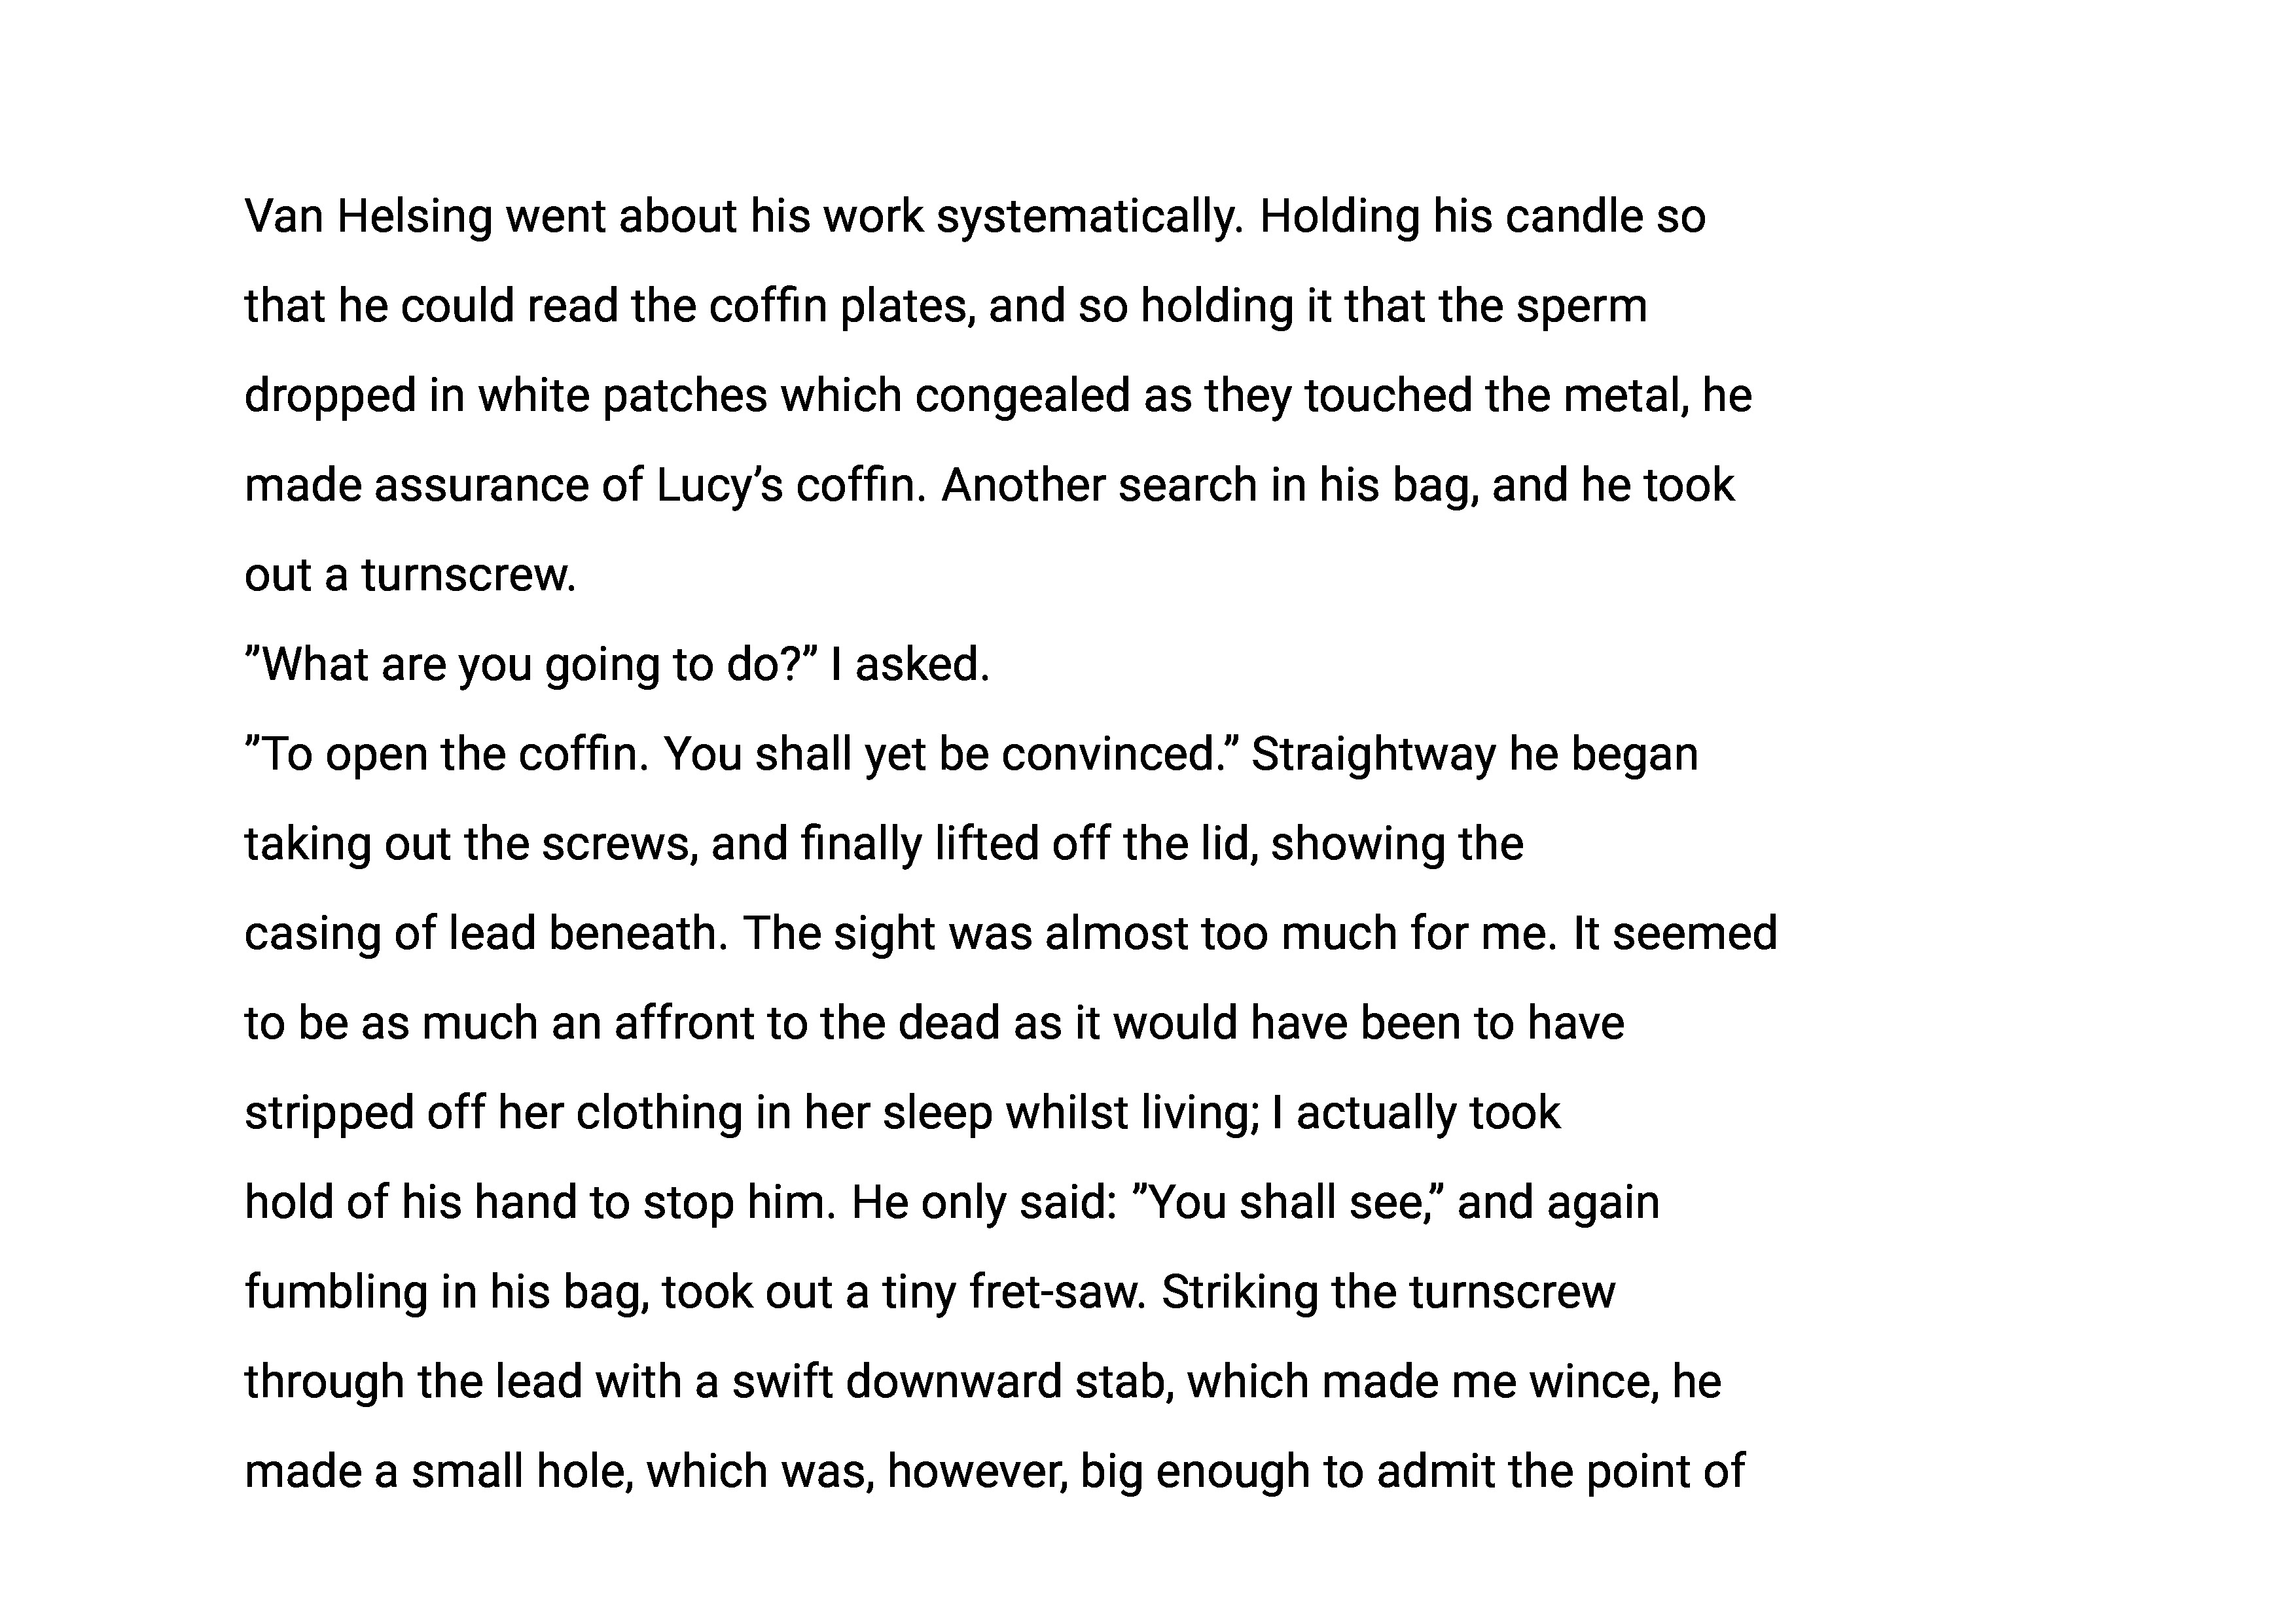 Van Helsing went about his work systematically. Holding his candle so
that he could read the coffin plates, and so holding it that the sperm
dropped in white patches which congealed as they touched the metal, he
made assurance of Lucy’s coffin. Another search in his bag, and he took
out a turnscrew.
”What are you going to do?” I asked.
”To open the coffin. You shall yet be convinced.” Straightway he began
taking out the screws, and finally lifted off the lid, showing the
casing of lead beneath. The sight was almost too much for me. It seemed
to be as much an affront to the dead as it would have been to have
stripped off her clothing in her sleep whilst living; I actually took
hold of his hand to stop him. He only said: ”You shall see,” and again
fumbling in his bag, took out a tiny fret-saw. Striking the turnscrew
through the lead with a swift downward stab, which made me wince, he
made a small hole, which was, however, big enough to admit the point of